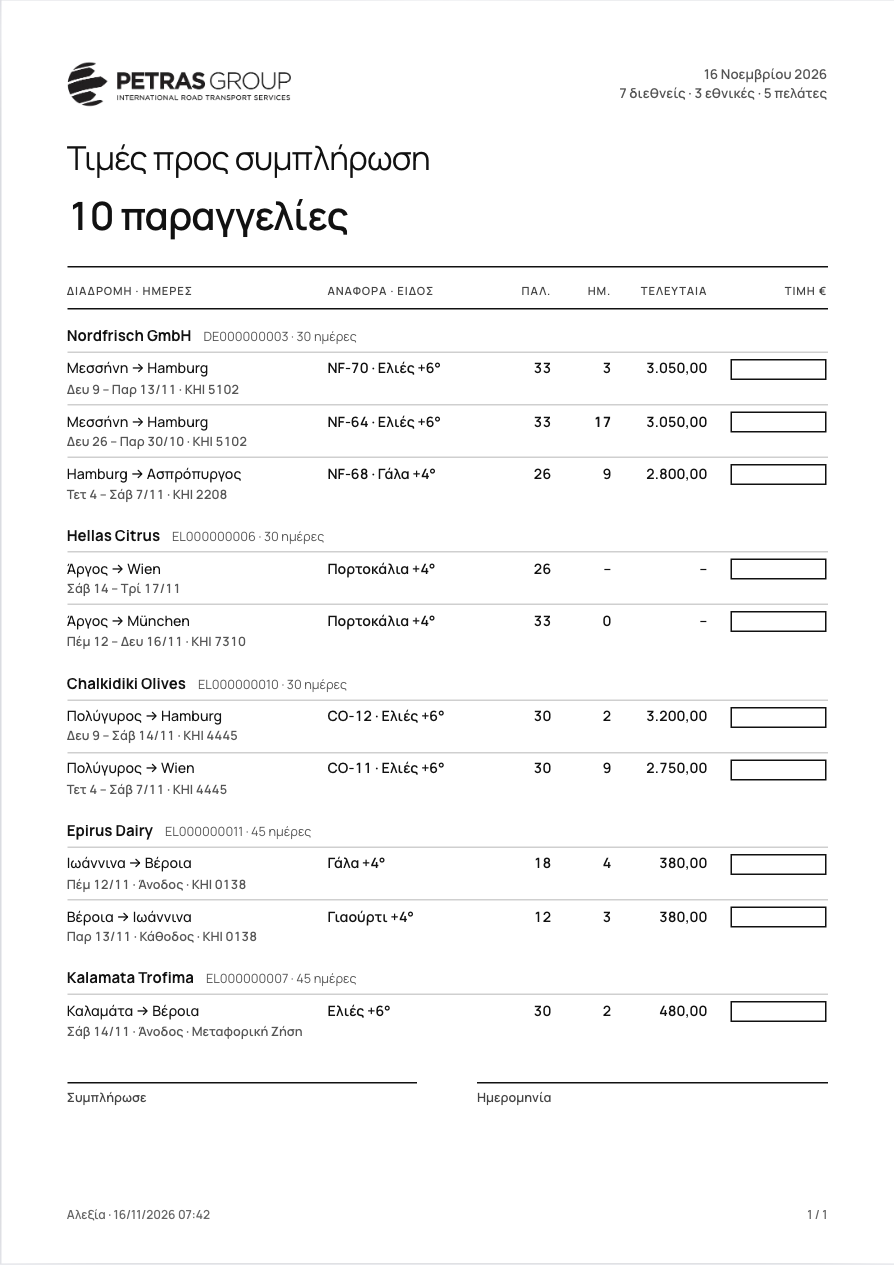 PETRAS GROUP
INTERNATIONAL ROAD TRANSPORT SERVICES
16 Νοεμβρίου 2026
7 διεθνείς · 3 εθνικές · 5 πελάτες
Τιμές προς συμπλήρωση
10 παραγγελίες
ΔΙΑΔΡΟΜΗ · ΗΜΕΡΕΣ ΑΝΑΦΟΡΑ · ΕΙΔΟΣ ΠΑΛ. ΗΜ. ΤΕΛΕΥΤΑΙΑ ΤΙΜΗ €
Nordfrisch GmbH DE000000003 · 30 ημέρες
Μεσσήνη → Hamburg NF-70 · Ελιές +6° 33 3 3.050,00
Δευ 9 – Παρ 13/11 · ΚΗΙ 5102
Μεσσήνη → Hamburg NF-64 · Ελιές +6° 33 17 3.050,00
Δευ 26 – Παρ 30/10 · ΚΗΙ 5102
Hamburg → Ασπρόπυργος NF-68 · Γάλα +4° 26 9 2.800,00
Τετ 4 – Σάβ 7/11 · ΚΗΙ 2208
Hellas Citrus EL000000006 · 30 ημέρες
Άργος → Wien Πορτοκάλια +4° 26 – –
Σάβ 14 – Τρί 17/11
Άργος → München Πορτοκάλια +4° 33 0 –
Πέμ 12 – Δευ 16/11 · ΚΗΙ 7310
Chalkidiki Olives EL000000010 · 30 ημέρες
Πολύγυρος → Hamburg CO-12 · Ελιές +6° 30 2 3.200,00
Δευ 9 – Σάβ 14/11 · ΚΗΙ 4445
Πολύγυρος → Wien CO-11 · Ελιές +6° 30 9 2.750,00
Τετ 4 – Σάβ 7/11 · ΚΗΙ 4445
Epirus Dairy EL000000011 · 45 ημέρες
Ιωάννινα → Βέροια Γάλα +4° 18 4 380,00
Πέμ 12/11 · Άνοδος · ΚΗΙ 0138
Βέροια → Ιωάννινα Γιαούρτι +4° 12 3 380,00
Παρ 13/11 · Κάθοδος · ΚΗΙ 0138
Kalamata Trofima EL000000007 · 45 ημέρες
Καλαμάτα → Βέροια Ελιές +6° 30 2 480,00
Σάβ 14/11 · Άνοδος · Μεταφορική Ζήση
Συμπλήρωσε Ημερομηνία
Αλεξία · 16/11/2026 07:42 1 / 1